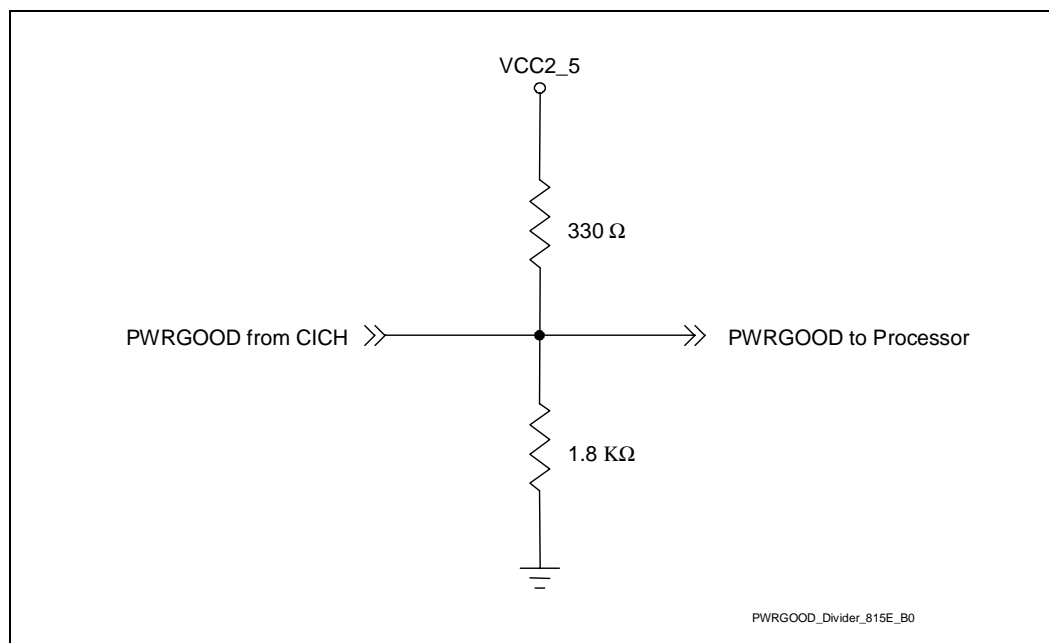 VCC2_5
330 Ω
PWRGOOD from CICH
PWRGOOD to Processor
1.8 KΩ
PWRGOOD_Divider_815E_B0